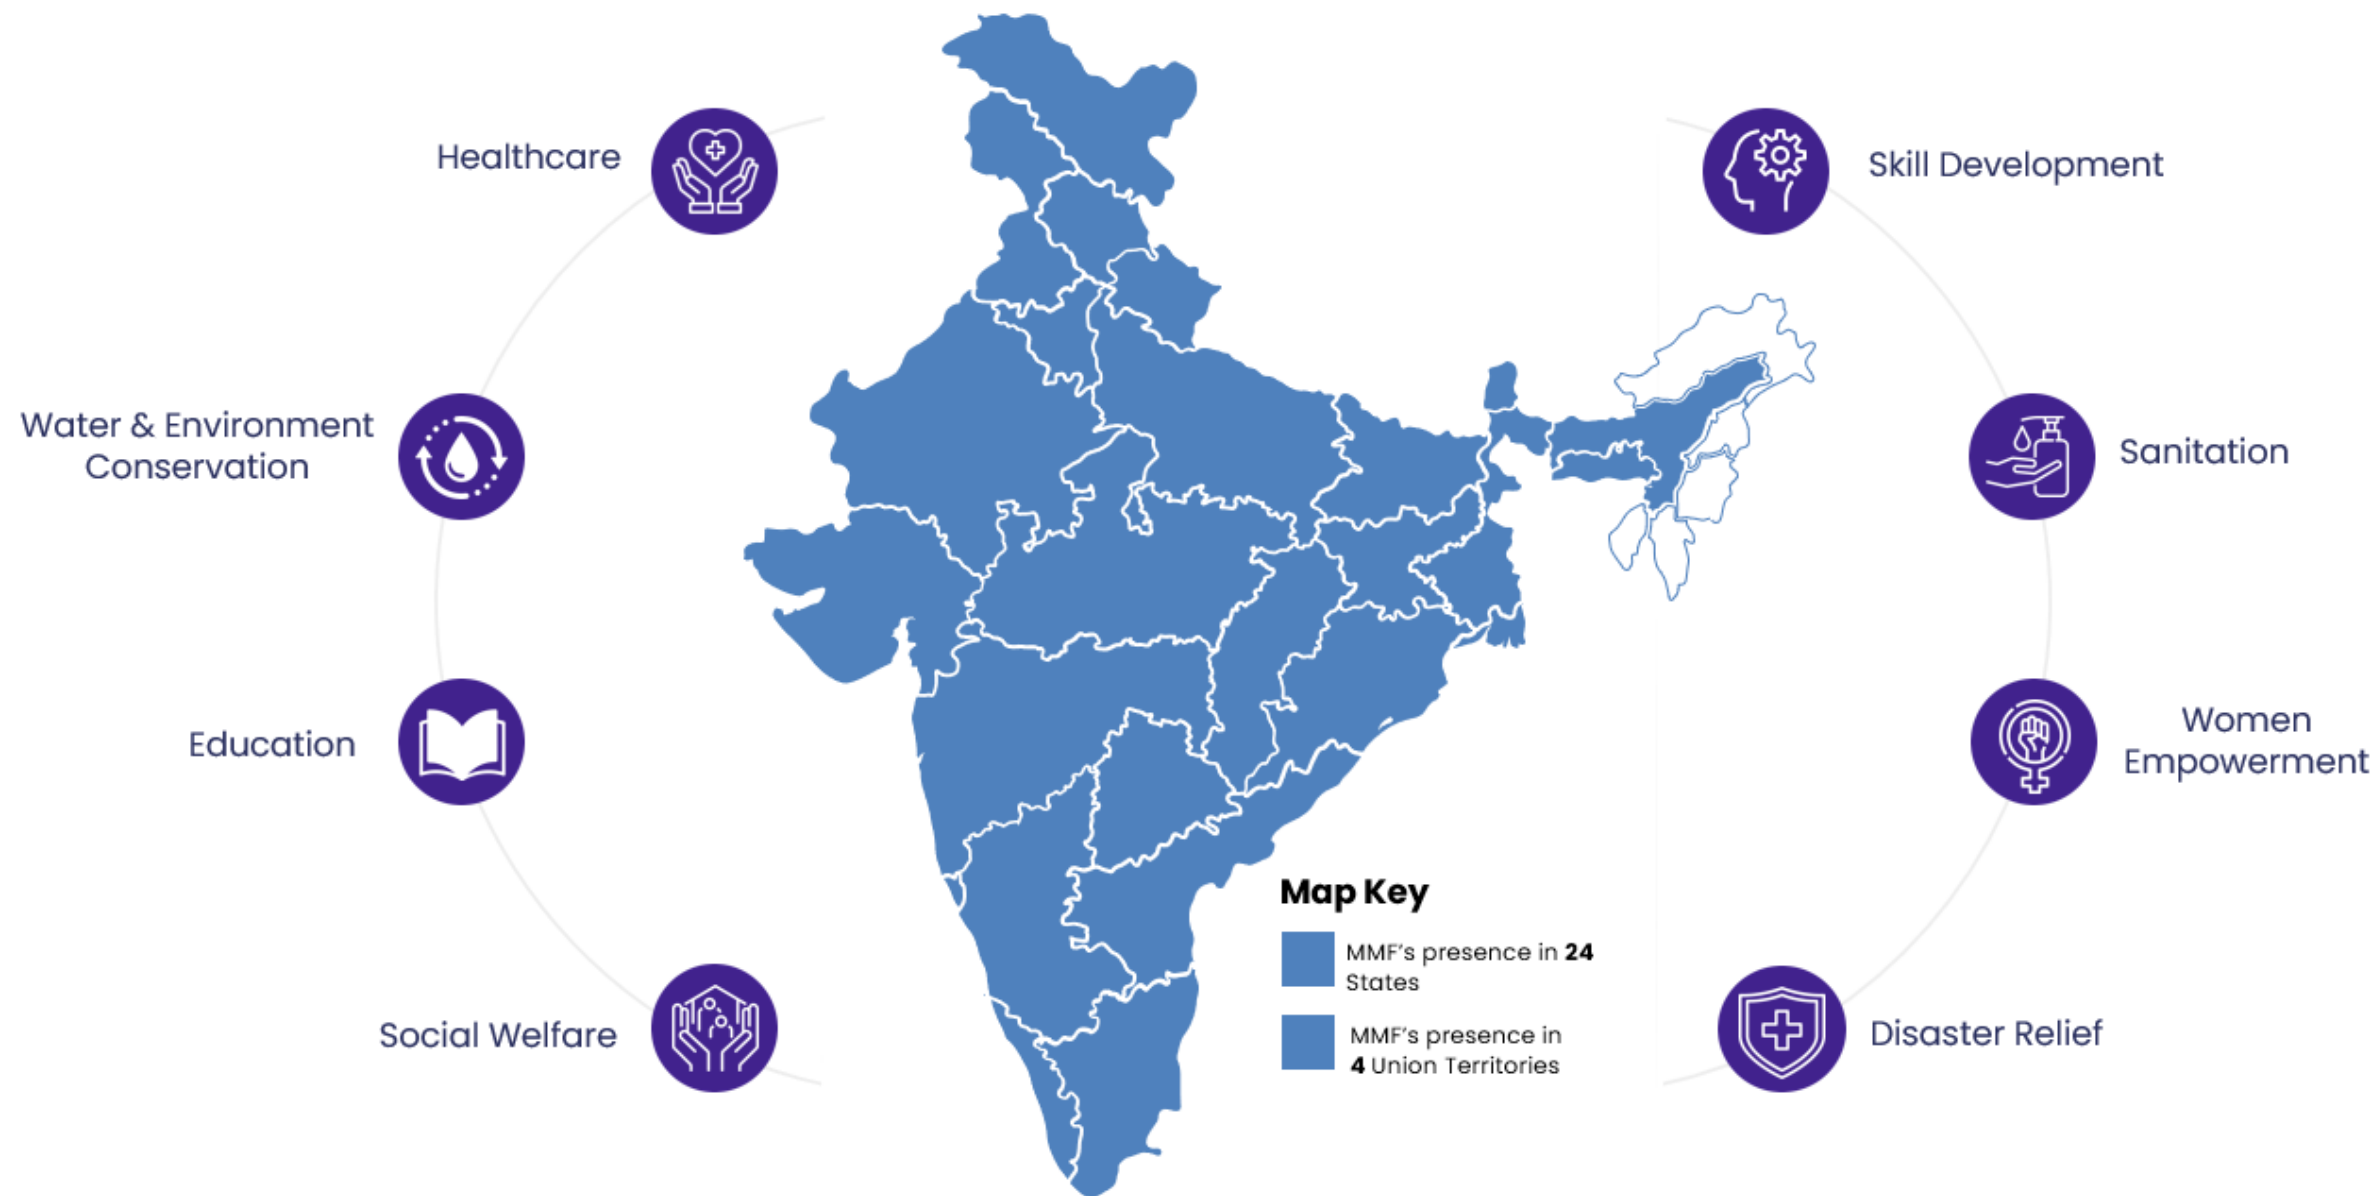 Healthcare
Water & Environment
Conservation
Education
Social Welfare
Skill Development
Sanitation
Women
Empowerment
Disaster Relief
Map Key
MMF's presence in 24
States
MMF's presence in
4 Union Territories